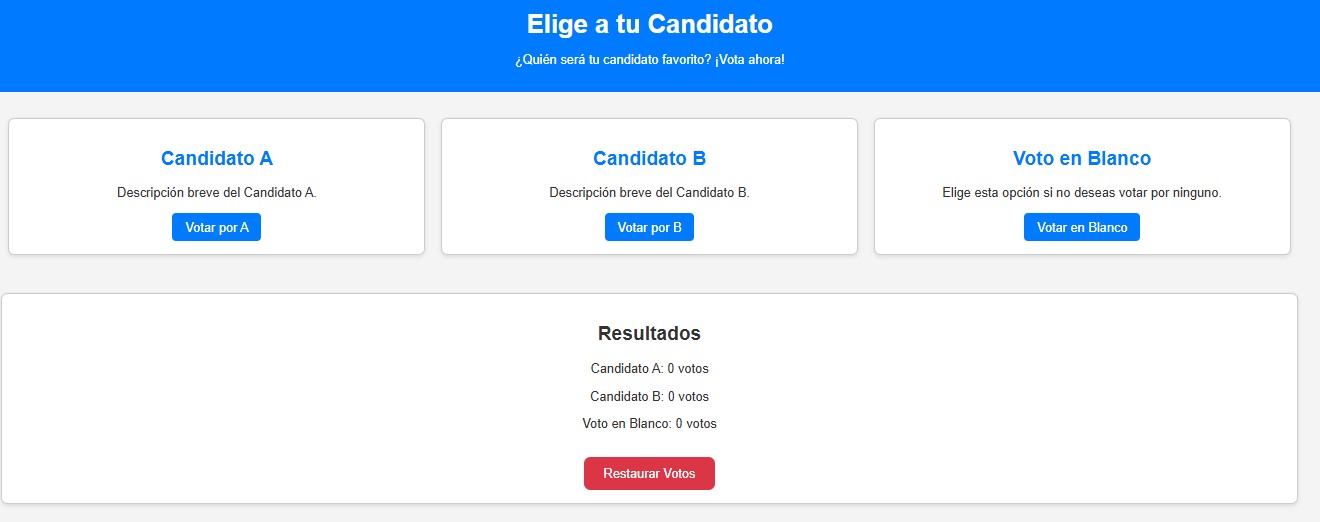 Elige a tu Candidato
¿Quién será tu candidato favorito? ¡Vota ahora!
Candidato A
Descripción breve del Candidato A.
Votar por A
Candidato B
Descripción breve del Candidato B.
Votar por B
Voto en Blanco
Elige esta opción si no deseas votar por ninguno.
Votar en Blanco
Resultados
Candidato A: 0 votos
Candidato B: 0 votos
Voto en Blanco: 0 votos
Restaurar Votos